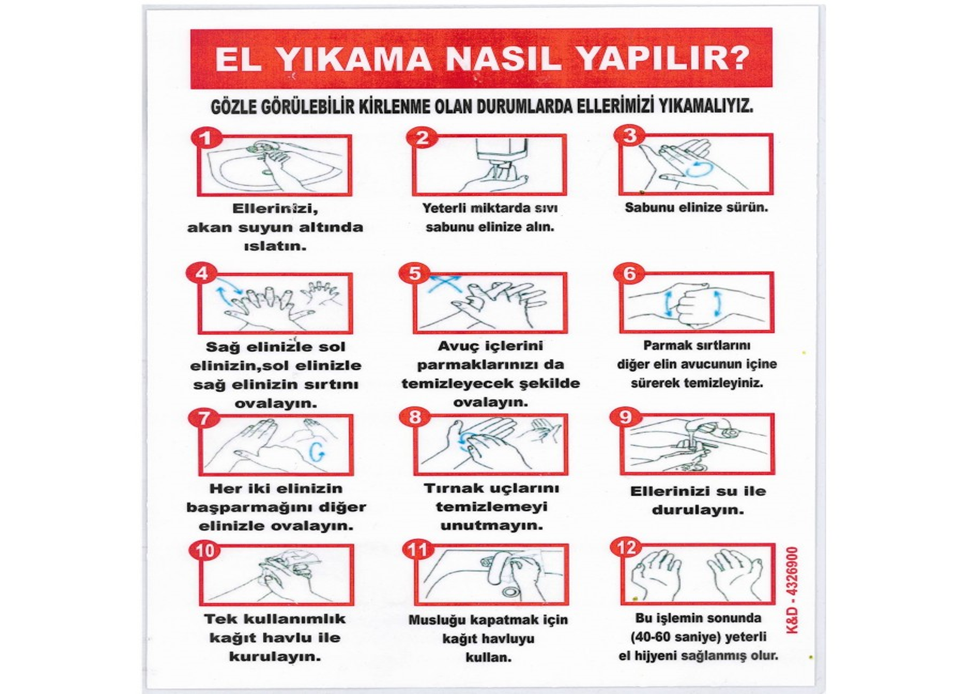 EL YIKAMA NASIL YAPILIR?
GÖZLE GÖRÜLEBİLİR KİRLENME OLAN DURUMLARDA ELLERİMİZİ YIKAMALIYIZ.
1
Ellerinizi,
akan suyun altında
ıslatın.
2
Yeterli miktarda sıvı
sabunu elinize alın.
3
Sabunu elinize sürün.
4
Sağ elinizle sol
elinizin,sol elinizle
sağ elinizin sırtını
ovalayın.
5
Avuç içlerini
parmaklarınızı da
temizleyecek şekilde
ovalayın.
6
Parmak sırtlarını
diğer elin avucunun içine
sürerek temizleyiniz.
7
Her iki elinizin
başparmağını diğer
elinizle ovalayın.
8
Tırnak uçlarını
temizlemeyi
unutmayın.
9
Ellerinizi su ile
durulayın.
10
Tek kullanımlık
kağıt havlu ile
kurulayın.
11
Musluğu kapatmak için
kağıt havluyu
kullan.
12
Bu işlemin sonunda
(40-60 saniye) yeterli
el hijyeni sağlanmış olur.
K&D - 4326900